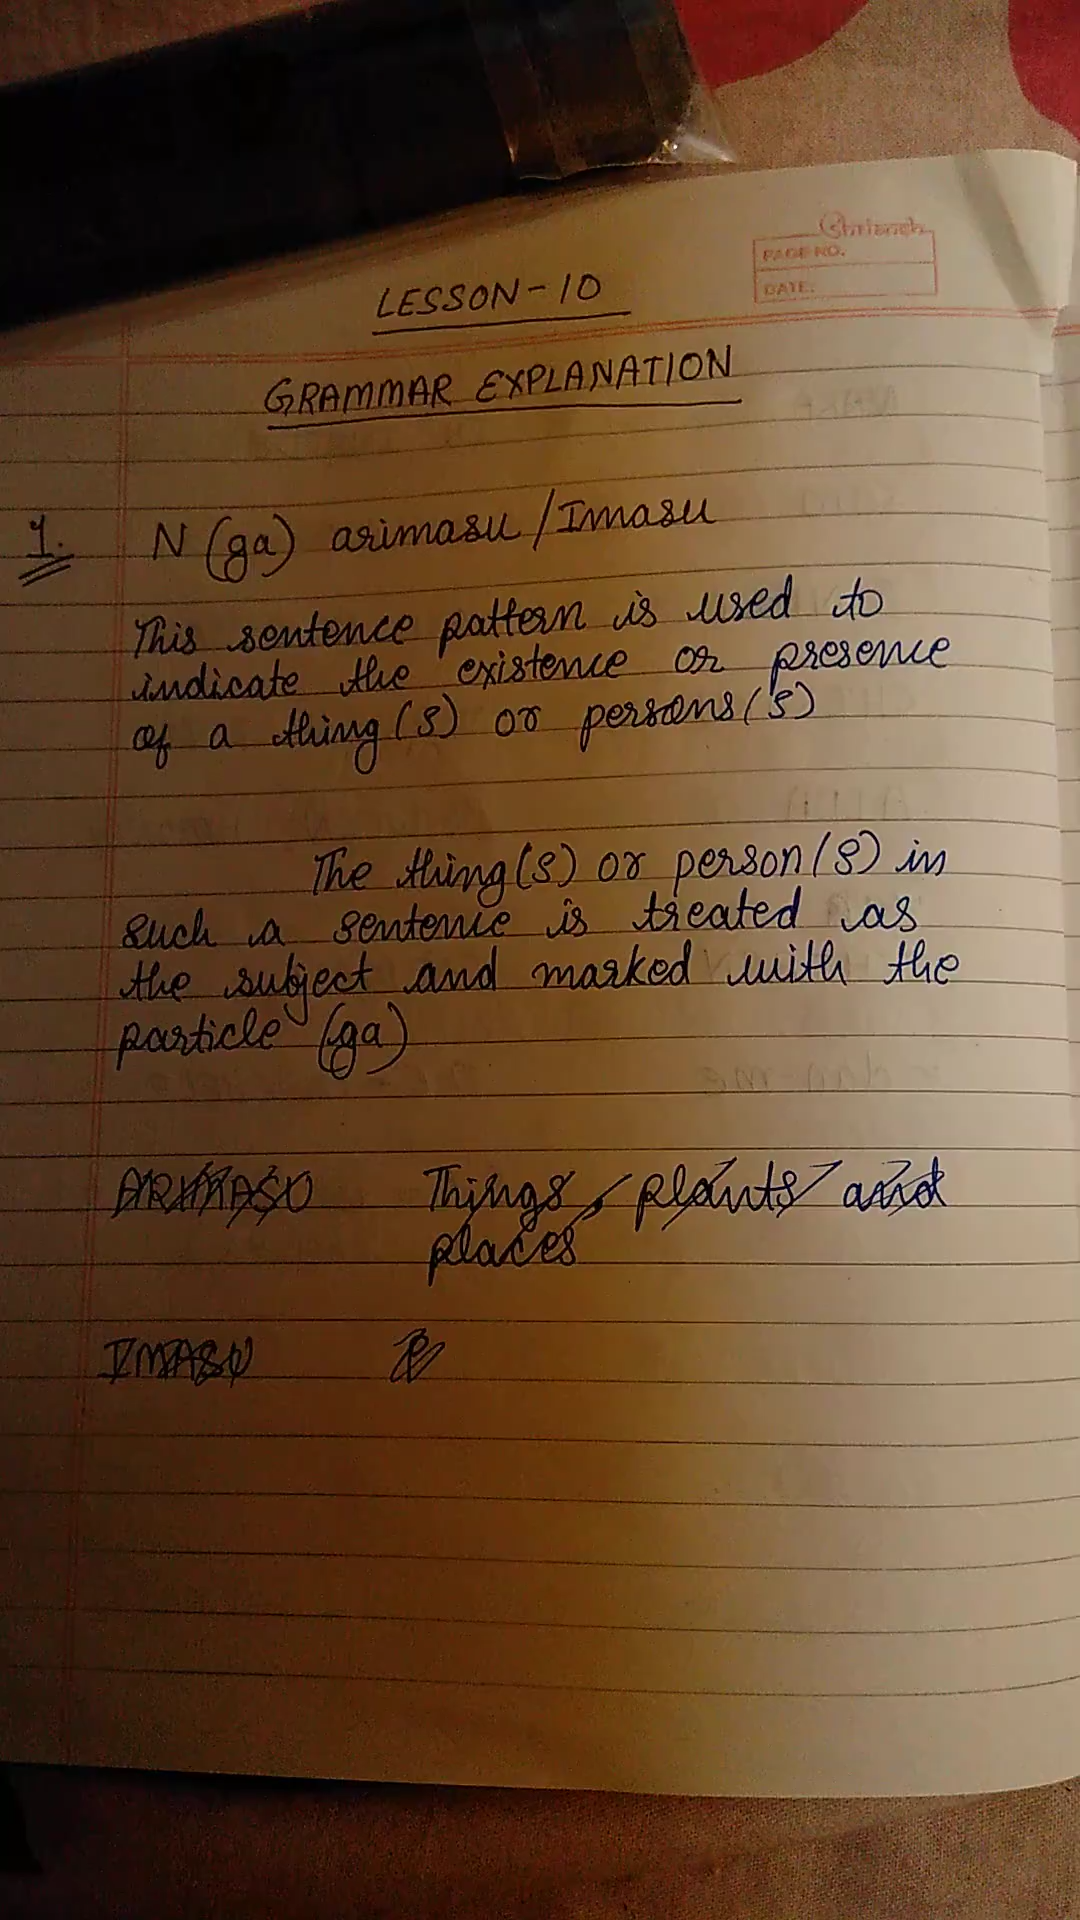 Shrianch
PAGE NO.
DATE:
LESSON-10
GRAMMAR EXPLANATION
1. N (ga) arimasu/Imasu
This sentence pattern is used to
indicate the existence or presence
of a thing(s) or persons(s)
The thing(s) or person(s) in
such a sentence is treated as
the subject and marked with the
particle (ga)
ARIMASU Things, plants and
places
IMASU